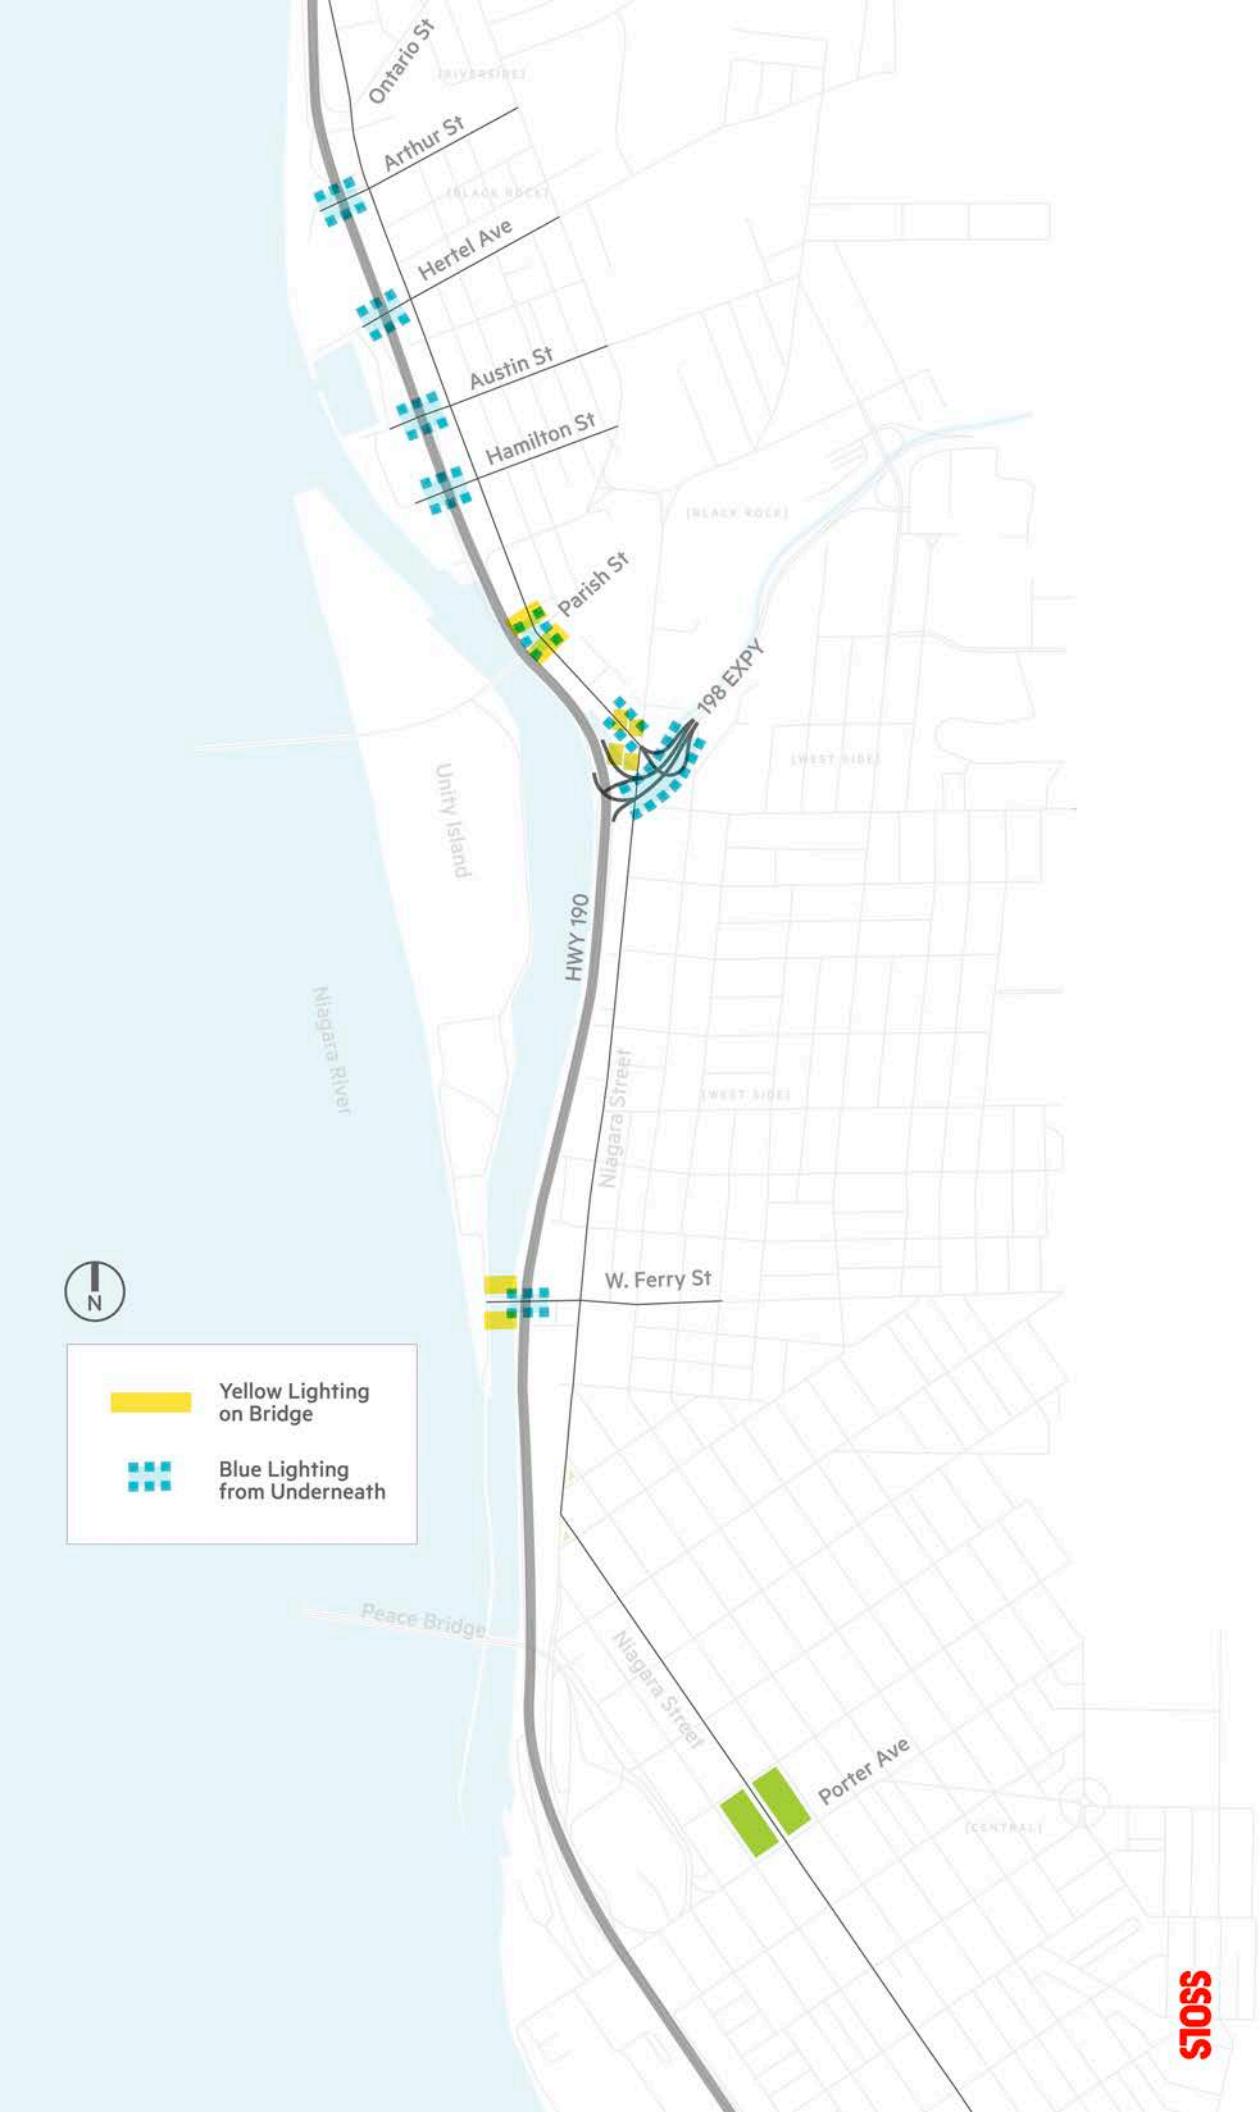 Ontario St
[RIVERSIDE]
Arthur St
[BLACK ROCK]
Hertel Ave
Austin St
Hamilton St
[BLACK ROCK]
Parish St
198 EXPY
[WEST SIDE]
Unity Island
HWY 190
Niagara River
Niagara Street
[WEST SIDE]
W. Ferry St
N
Yellow Lighting
on Bridge
Blue Lighting
from Underneath
Peace Bridge
Niagara Street
Porter Ave
[CENTRAL]
STOSS